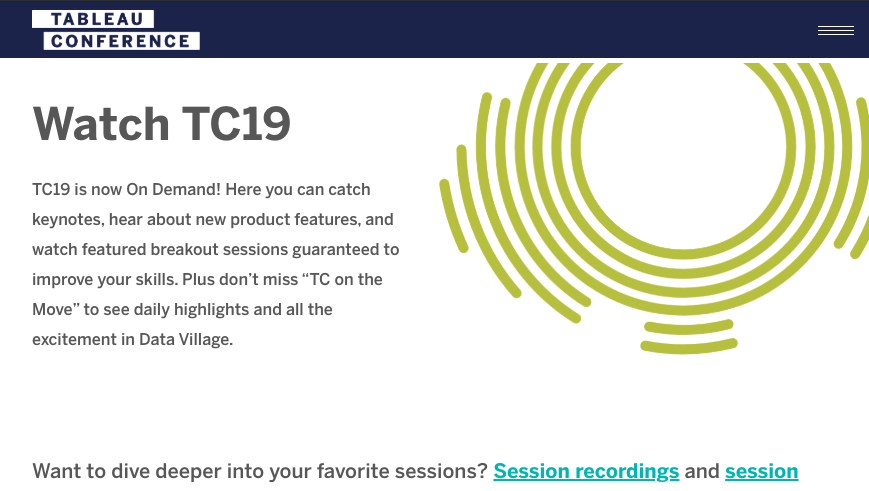 TABLEAU
CONFERENCE
Watch TC19
TC19 is now On Demand! Here you can catch
keynotes, hear about new product features, and
watch featured breakout sessions guaranteed to
improve your skills. Plus don’t miss “TC on the
Move” to see daily highlights and all the
excitement in Data Village.
Want to dive deeper into your favorite sessions? Session recordings and session